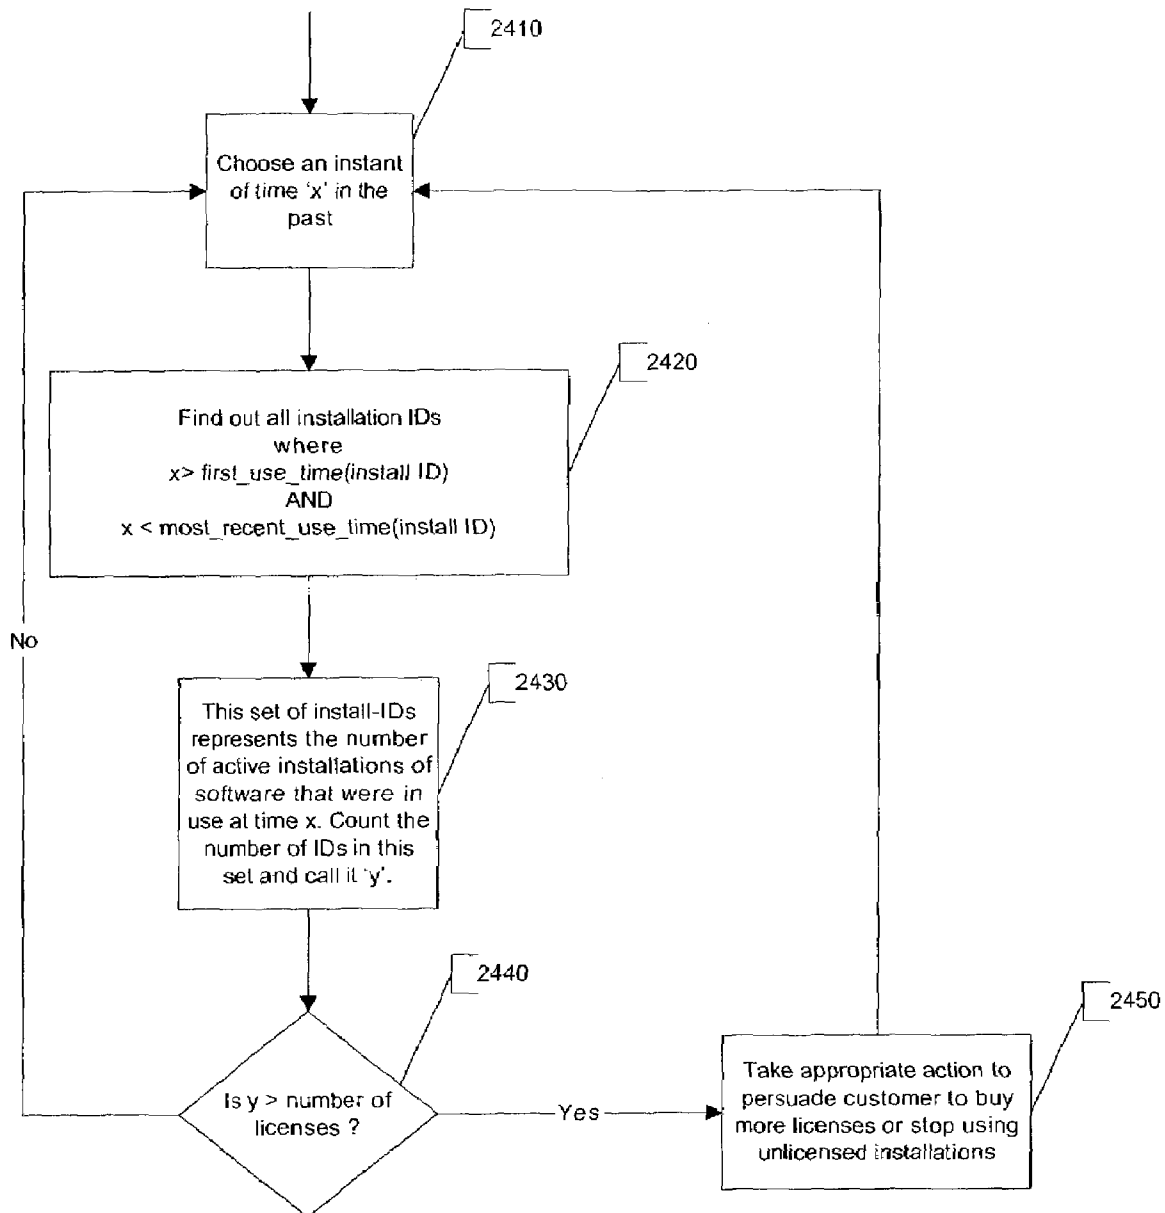 2410
Choose an instant
of time ‘x’ in the
past
2420
Find out all installation IDs
where
x> first_use_time(install ID)
AND
x < most_recent_use_time(install ID)
No
2430
This set of install-IDs
represents the number
of active installations of
software that were in
use at time x. Count the
number of IDs in this
set and call it ‘y’.
2440
Is y > number of
licenses ?
Yes
2450
Take appropriate action to
persuade customer to buy
more licenses or stop using
unlicensed installations